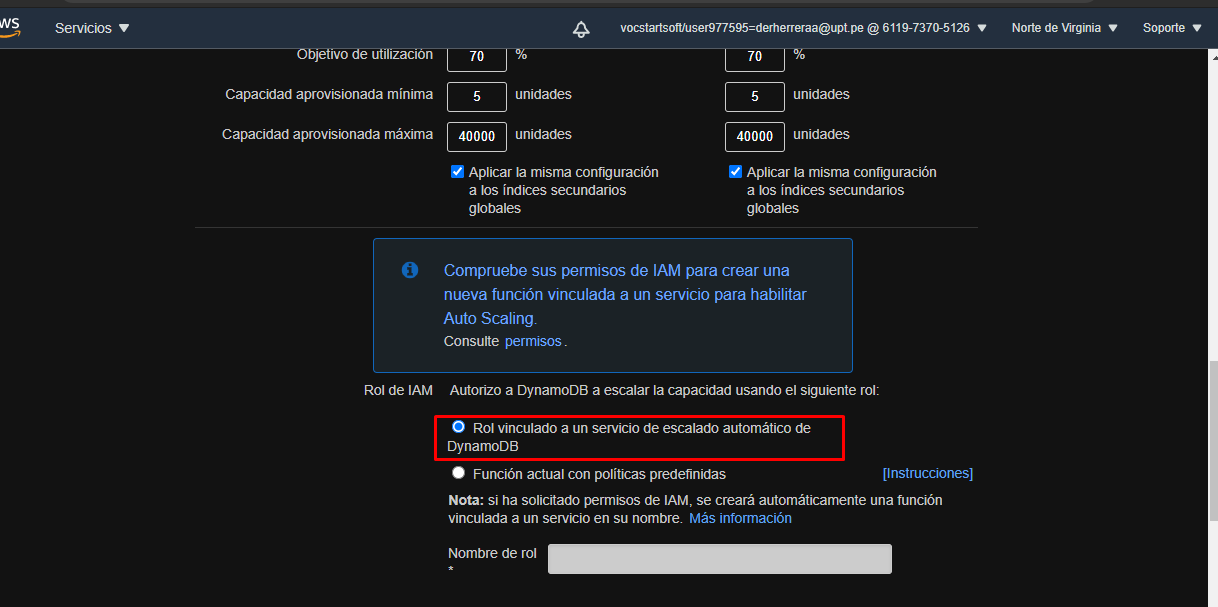 WS Servicios vocstartsoft/user977595=derherreraa@upt.pe @ 6119-7370-5126 Norte de Virginia Soporte
Objetivo de utilización 70 % 70 %
Capacidad aprovisionada mínima 5 unidades 5 unidades
Capacidad aprovisionada máxima 40000 unidades 40000 unidades
Aplicar la misma configuración Aplicar la misma configuración
a los índices secundarios a los índices secundarios
globales globales
Compruebe sus permisos de IAM para crear una
nueva función vinculada a un servicio para habilitar
Auto Scaling.
Consulte permisos.
Rol de IAM Autorizo a DynamoDB a escalar la capacidad usando el siguiente rol:
Rol vinculado a un servicio de escalado automático de
DynamoDB
Función actual con políticas predefinidas [Instrucciones]
Nota: si ha solicitado permisos de IAM, se creará automáticamente una función
vinculada a un servicio en su nombre. Más información
Nombre de rol
*